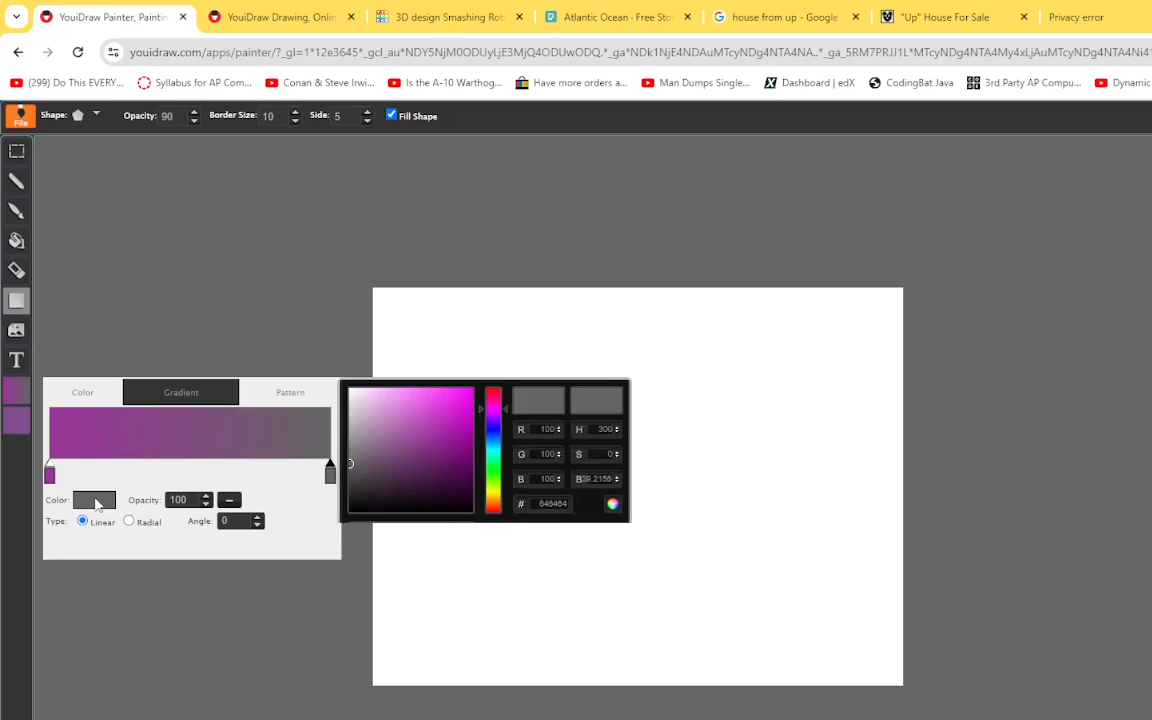 YouiDraw Painter, Paintin
YouiDraw Drawing, Onlin
3D design Smashing Rot
Atlantic Ocean - Free Sto
house from up - Google
"Up" House For Sale
Privacy error
youidraw.com/apps/painter/?_gl=1*12e3645*_gcl_au*NDY5NjM0ODUyLjE3MjQ4ODUwODQ.*_ga*NDk1NjE4NDAuMTcyNDg4NTA4NA..*_ga_5RM7PRJJ1L*MTcyNDg4NTA4My4xLjAuMTcyNDg4NTA4Ni41
(299) Do This EVERY...
Syllabus for AP Com...
Conan & Steve Irwi...
Is the A-10 Warthog...
Have more orders a...
Man Dumps Single...
Dashboard | edX
CodingBat Java
3rd Party AP Compu...
Dynamic
File
Shape:
Opacity: 90
Border Size: 10
Side: 5
Fill Shape
T
Color
Gradient
Pattern
Color:
Opacity: 100
Type: Linear Radial
Angle: 0
R 100 H 300
G 100 S 0
B 100 B 39.2156
# 646464